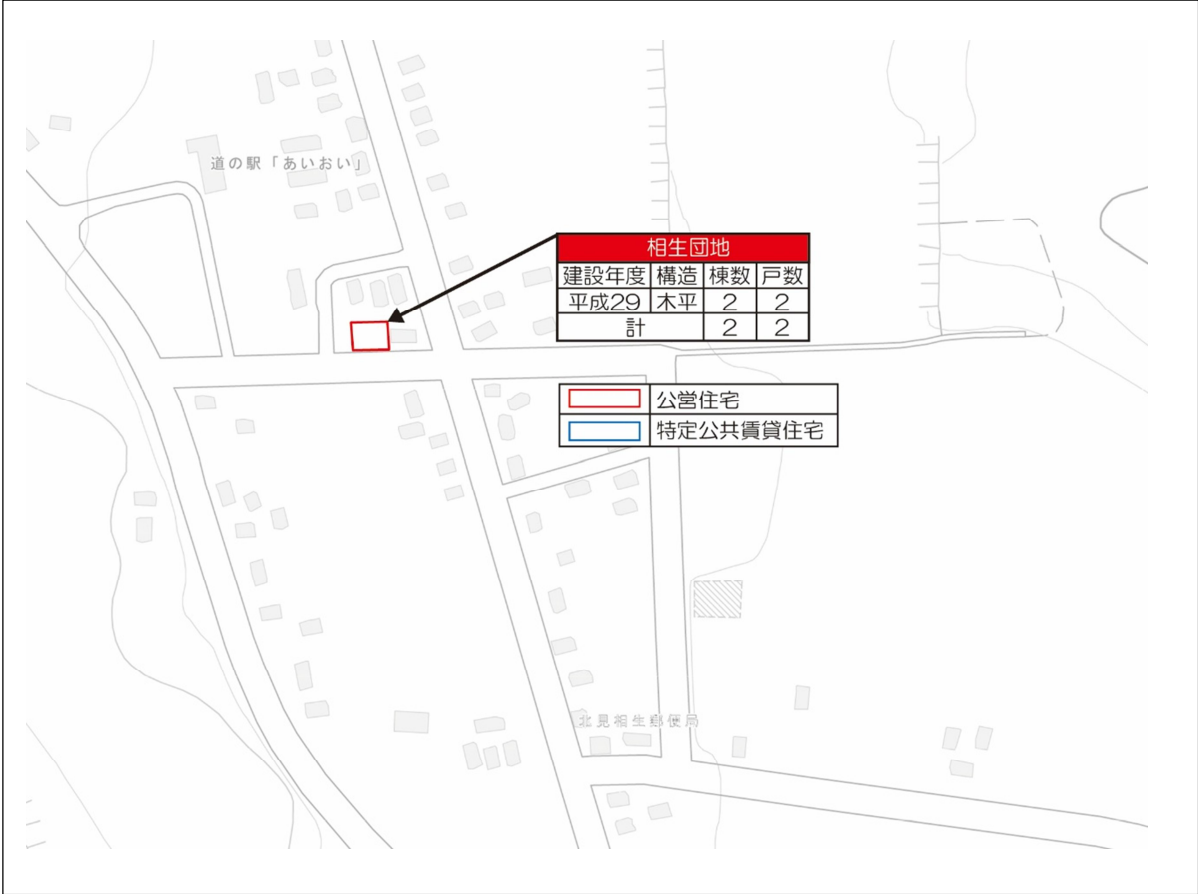 道の駅「あいおい」
相生団地
建設年度 構造 棟数 戸数
平成29 木平 2 2
計 2 2
公営住宅
特定公共賃貸住宅
北見相生郵便局